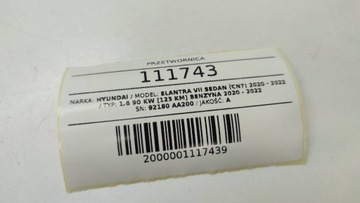 PRZETWORNICA
111743
MARKA: HYUNDAI / MODEL: ELANTRA VII SEDAN (CN7) 2020 - 2022
/ TYP: 1.6 90 KW [123 KM] BENZYNA 2020 - 2022
SN: 92180 AA200 / JAKOŚĆ: A
2000001117439